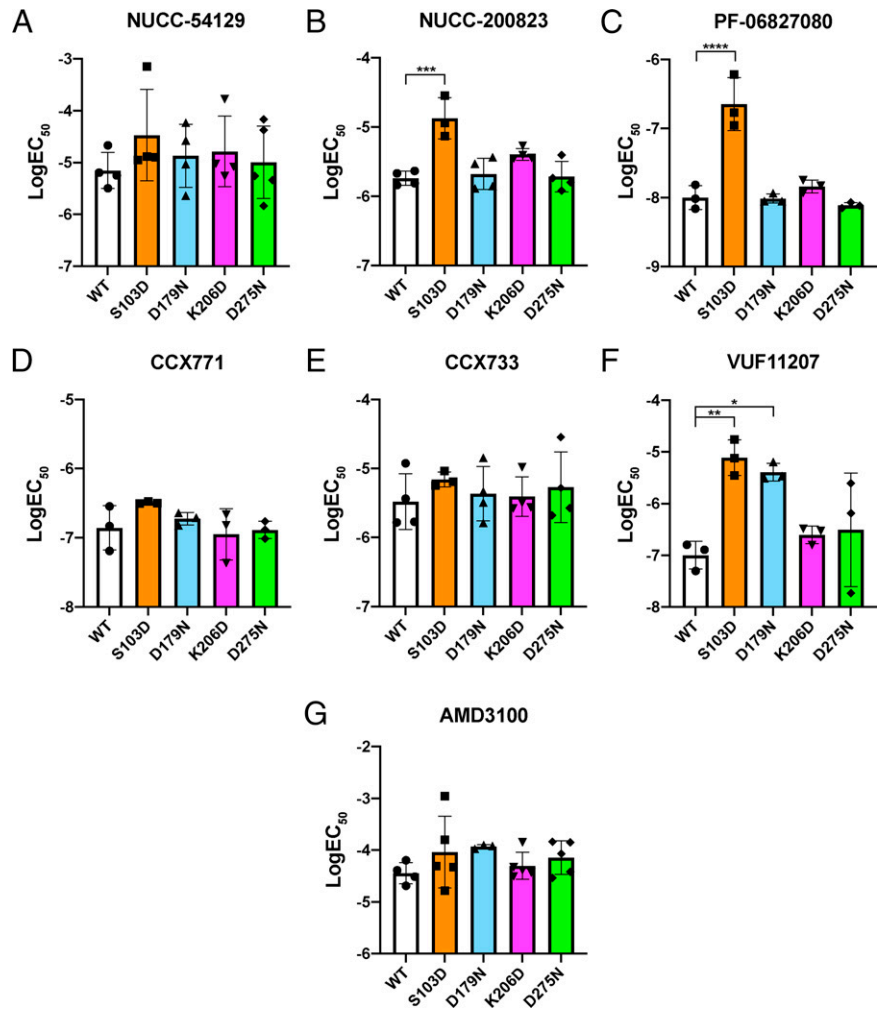 A NUCC-54129
LogEC50
-3
-4
-5
-6
-7
WT S103D D179N K206D D275N
B NUCC-200823
LogEC50
-4
-5
-6
-7
***
WT S103D D179N K206D D275N
C PF-06827080
LogEC50
-6
-7
-8
-9
****
WT S103D D179N K206D D275N
D CCX771
LogEC50
-5
-6
-7
-8
WT S103D D179N K206D D275N
E CCX733
LogEC50
-4
-5
-6
-7
WT S103D D179N K206D D275N
F VUF11207
LogEC50
-4
-5
-6
-7
-8
*
**
WT S103D D179N K206D D275N
G AMD3100
LogEC50
-2
-3
-4
-5
-6
WT S103D D179N K206D D275N